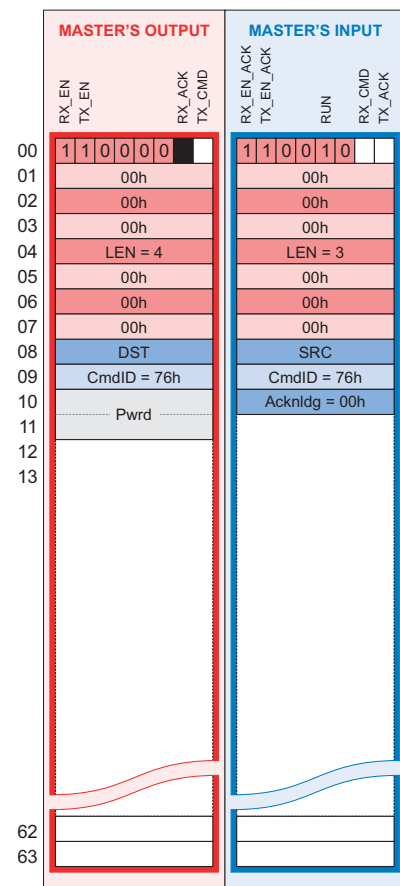 MASTER'S OUTPUT MASTER'S INPUT
RX_EN TX_EN RX_ACK TX_CMD RX_EN_ACK TX_EN_ACK RUN RX_CMD TX_ACK
00 1 1 0 0 0 0 1 1 0 0 1 0
01 00h 00h
02 00h 00h
03 00h 00h
04 LEN = 4 LEN = 3
05 00h 00h
06 00h 00h
07 00h 00h
08 DST SRC
09 CmdID = 76h CmdID = 76h
10 Acknldg = 00h
Pwrd
11
12
13
62
63